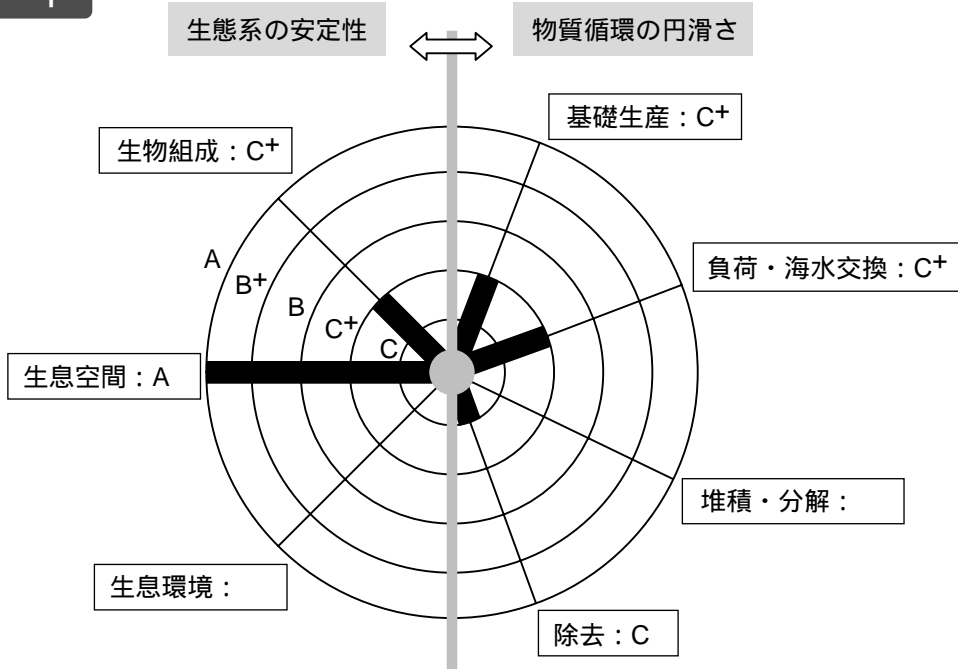 生態系の安定性
物質循環の円滑さ
基礎生産：C+
生物組成：C+
負荷・海水交換：C+
A
B+
B
C+
C
生息空間：A
堆積・分解：
生息環境：
除去：C